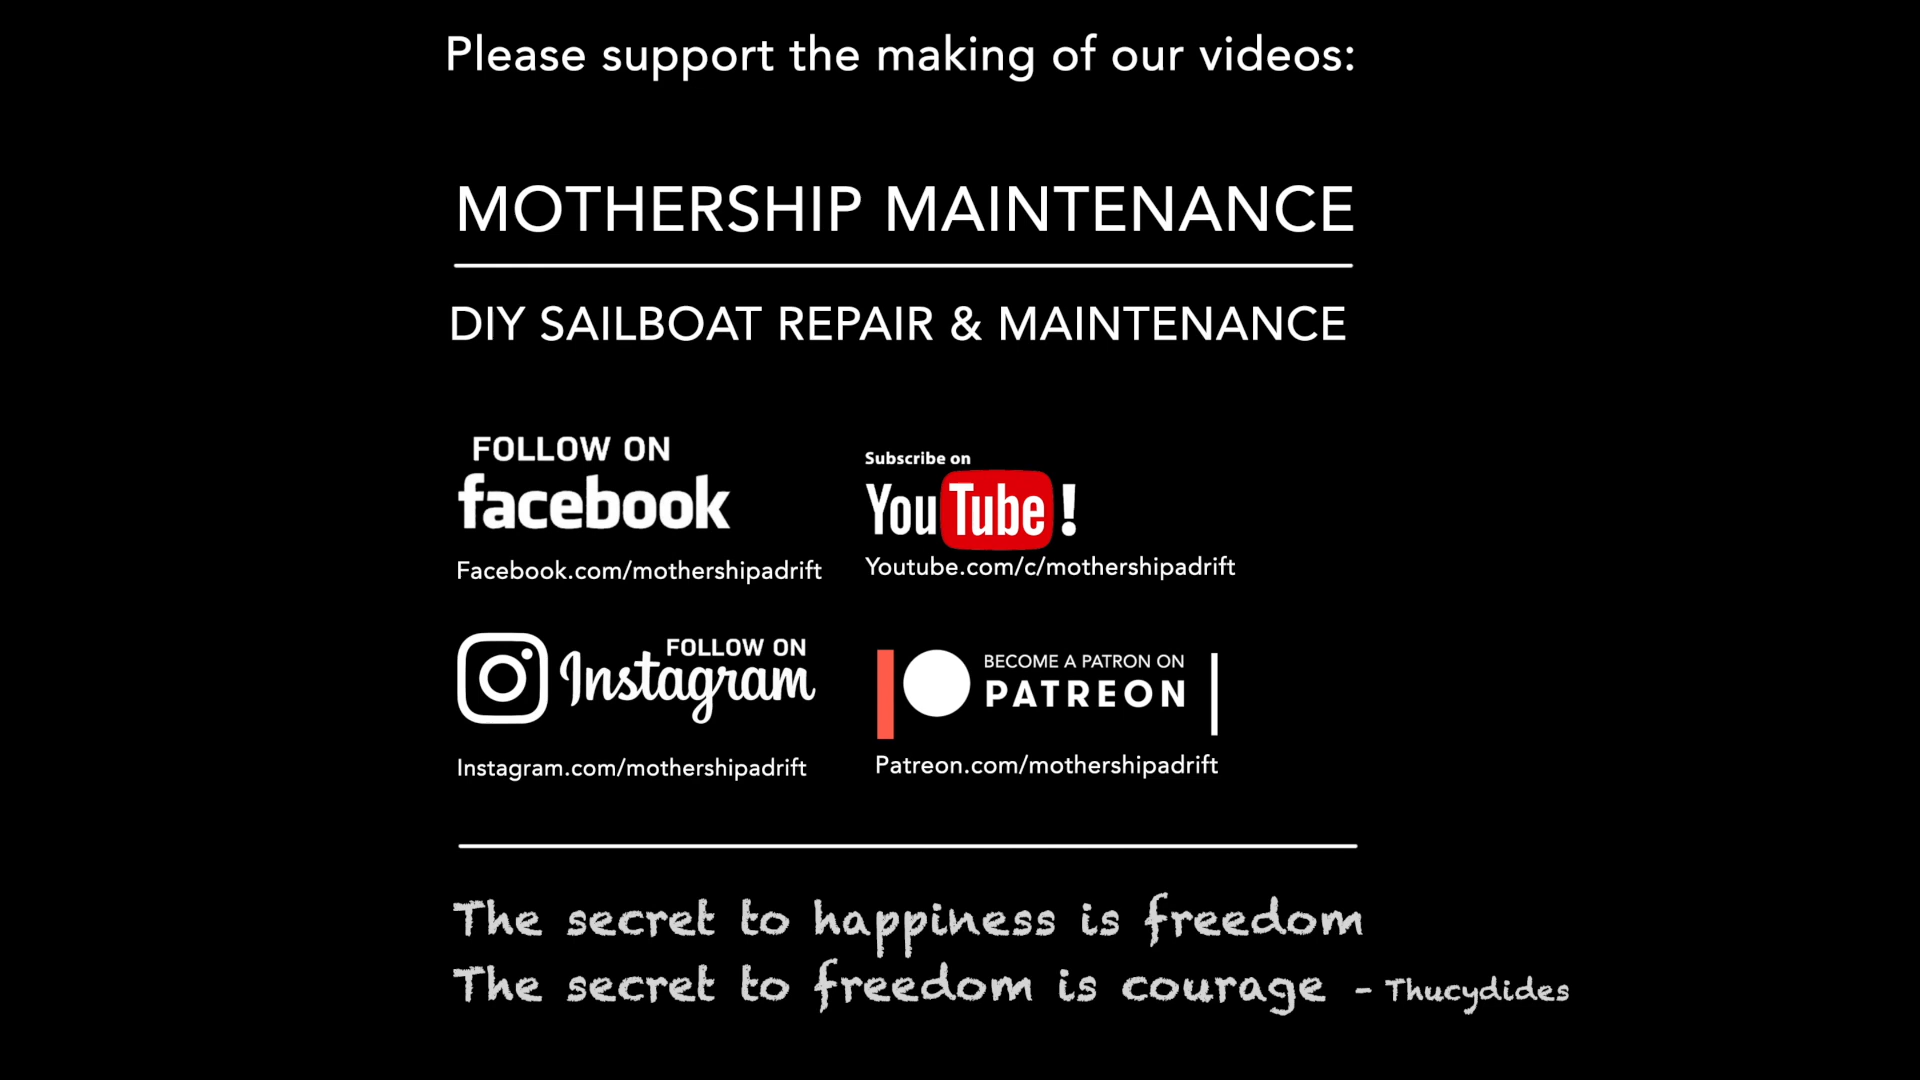 Please support the making of our videos:
MOTHERSHIP MAINTENANCE
DIY SAILBOAT REPAIR & MAINTENANCE
FOLLOW ON
facebook
Facebook.com/mothershipadrift
Subscribe on
YouTube!
Youtube.com/c/mothershipadrift
FOLLOW ON
Instagram
Instagram.com/mothershipadrift
BECOME A PATRON ON
PATREON
Patreon.com/mothershipadrift
The secret to happiness is freedom
The secret to freedom is courage - Thucydides